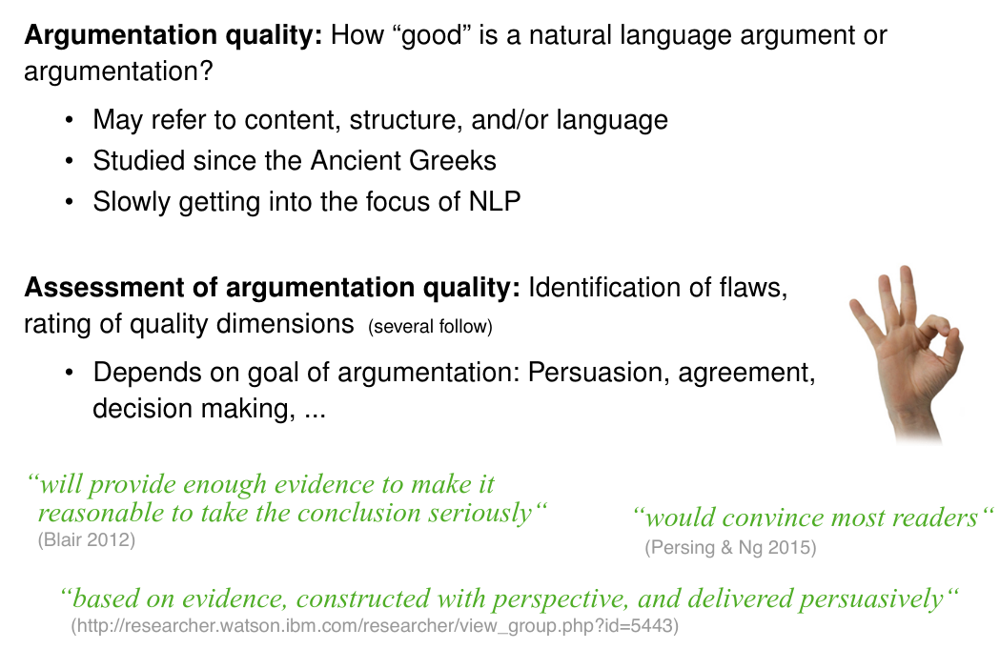 Argumentation quality: How “good” is a natural language argument or
argumentation?
• May refer to content, structure, and/or language
• Studied since the Ancient Greeks
• Slowly getting into the focus of NLP
Assessment of argumentation quality: Identification of flaws,
rating of quality dimensions (several follow)
• Depends on goal of argumentation: Persuasion, agreement,
decision making, ...
“will provide enough evidence to make it
reasonable to take the conclusion seriously“
(Blair 2012)
“would convince most readers“
(Persing & Ng 2015)
“based on evidence, constructed with perspective, and delivered persuasively“
(http://researcher.watson.ibm.com/researcher/view_group.php?id=5443)